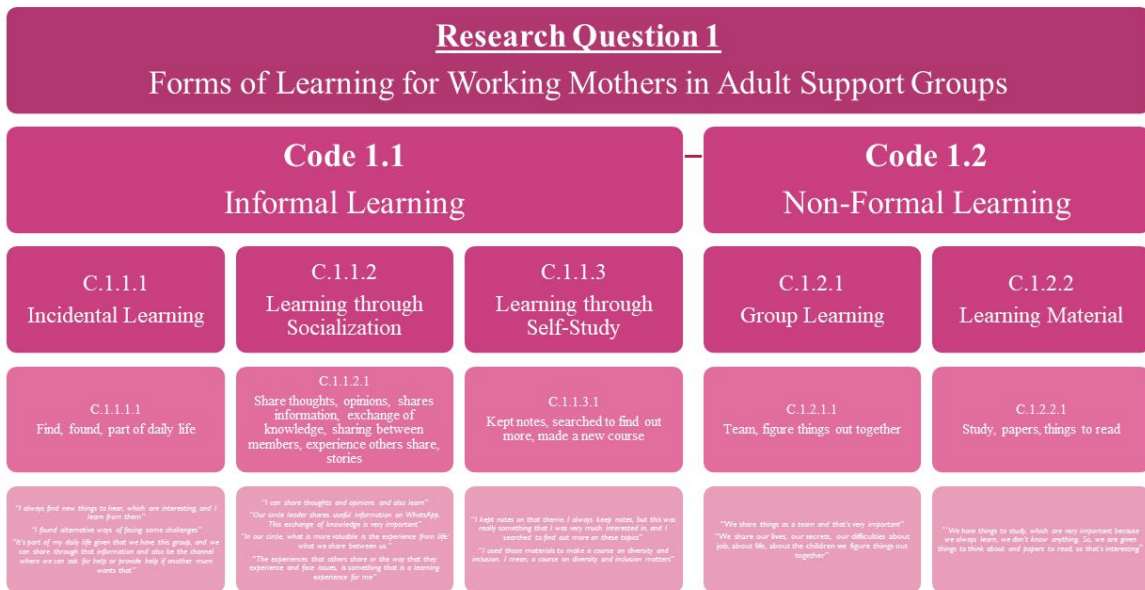 Research Question 1
Forms of Learning for Working Mothers in Adult Support Groups
Code 1.1
Informal Learning
Code 1.2
Non-Formal Learning
C.1.1.1
Incidental Learning
C.1.1.2
Learning through
Socialization
C.1.1.3
Learning through
Self-Study
C.1.2.1
Group Learning
C.1.2.2
Learning Material
C.1.1.1.1
Find, found, part of daily life
C.1.1.2.1
Share thoughts, opinions, shares
information, exchange of
knowledge, sharing between
members, experience others share,
stories
C.1.1.3.1
Kept notes, searched to find out
more, made a new course
C.1.2.1.1
Team, figure things out together
C.1.2.2.1
Study, papers, things to read
"I always find new things to hear, which are interesting, and I
learn from them"
"I found alternative ways of facing some challenges"
"It's part of my daily life given that we have this group, and we
can share through that information and also be the channel
where we can ask for help or provide help if another mum
wants that"
"I can share thoughts and opinions and also learn"
"Our circle leader shares useful information on WhatsApp.
This exchange of knowledge is very important"
"In our circle, what is more valuable is the experience from life:
what we share between us."
"The experiences that others share or the way that they
experience and face issues, is something that is a learning
experience for me"
"I kept notes on that theme. I always keep notes, but this was
really something that I was very much interested in, and I
searched to find out more on these topics"
"I used those materials to make a course on diversity and
inclusion. I mean, a course on diversity and inclusion matters"
"We share things as a team and that's very important"
"We share our lives, our secrets, our difficulties about
job, about life, about the children we figure things out
together"
"We have things to study, which are very important because
we always learn, we don't know anything. So, we are given
things to think about and papers to read, so that's interesting"